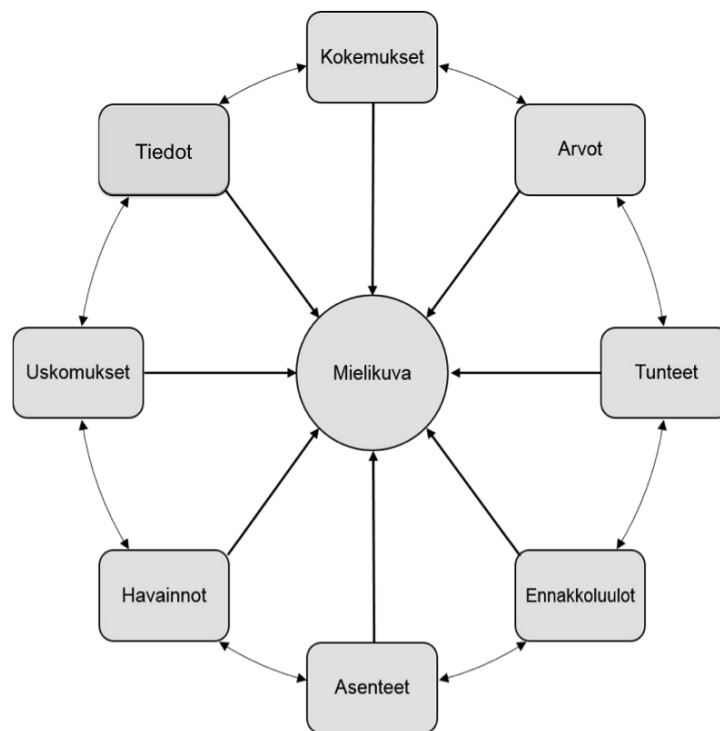 Kokemukset
Tiedot
Arvot
Uskomukset
Mielikuva
Tunteet
Havainnot
Ennakkoluulot
Asenteet